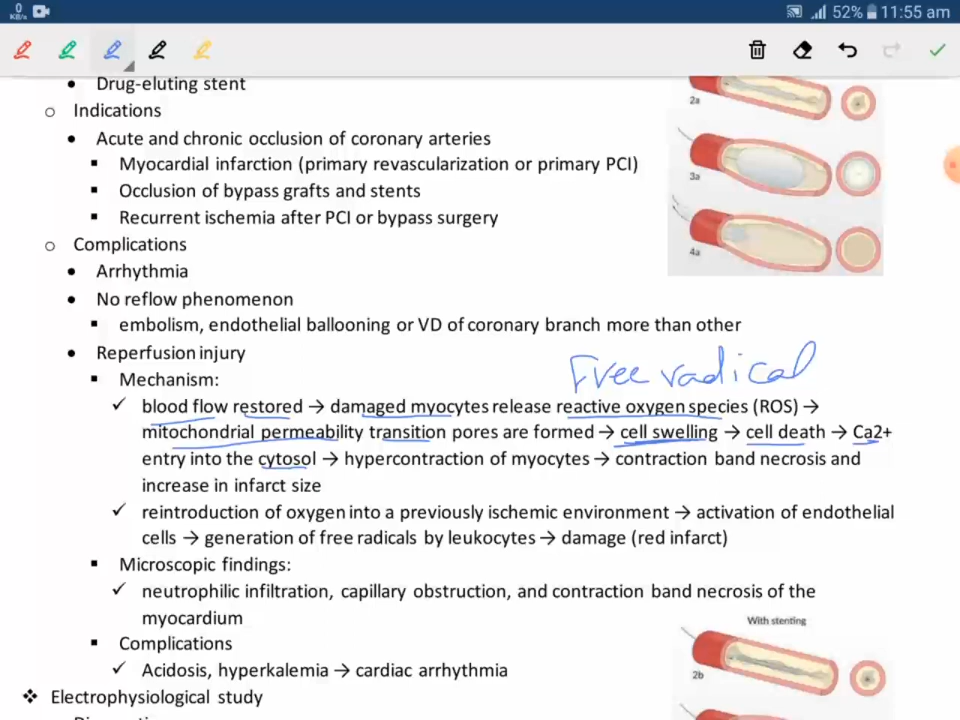 0
KB/s
52% 11:55 am
• Drug-eluting stent
o Indications
• Acute and chronic occlusion of coronary arteries
▪ Myocardial infarction (primary revascularization or primary PCI)
▪ Occlusion of bypass grafts and stents
▪ Recurrent ischemia after PCI or bypass surgery
o Complications
• Arrhythmia
• No reflow phenomenon
▪ embolism, endothelial ballooning or VD of coronary branch more than other
• Reperfusion injury
▪ Mechanism:
Free radical
✓ blood flow restored → damaged myocytes release reactive oxygen species (ROS) →
mitochondrial permeability transition pores are formed → cell swelling → cell death → Ca2+
entry into the cytosol → hypercontraction of myocytes → contraction band necrosis and
increase in infarct size
✓ reintroduction of oxygen into a previously ischemic environment → activation of endothelial
cells → generation of free radicals by leukocytes → damage (red infarct)
▪ Microscopic findings:
✓ neutrophilic infiltration, capillary obstruction, and contraction band necrosis of the
myocardium
▪ Complications
✓ Acidosis, hyperkalemia → cardiac arrhythmia
❖ Electrophysiological study
2a
3a
4a
With stenting
2b